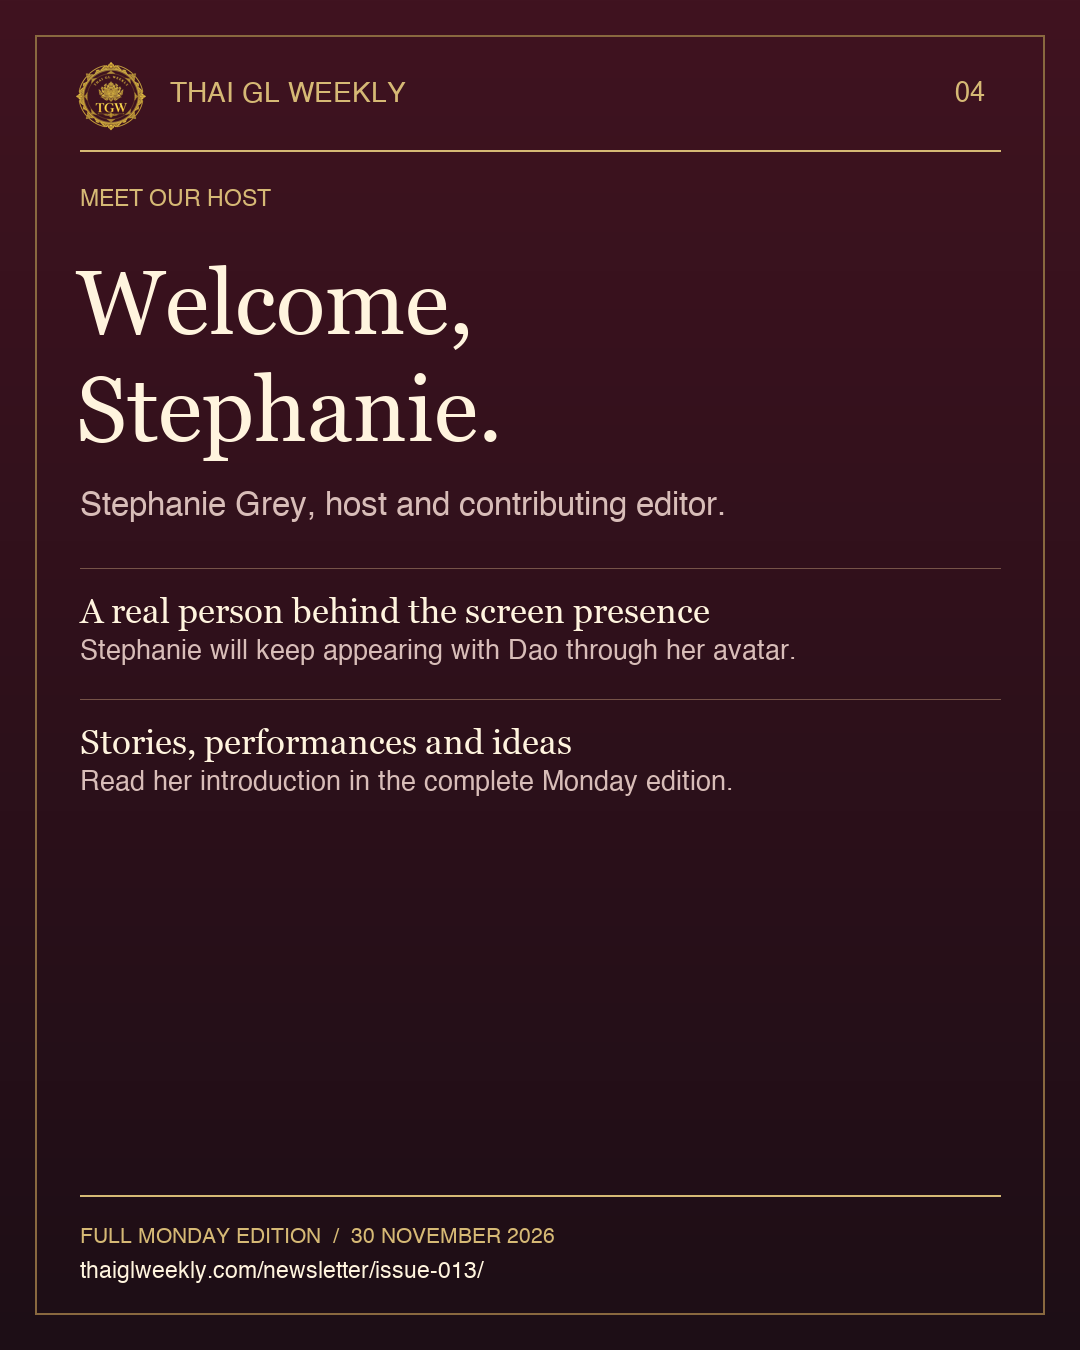 TGW
THAI GL WEEKLY
04
MEET OUR HOST
Welcome,
Stephanie.
Stephanie Grey, host and contributing editor.
A real person behind the screen presence
Stephanie will keep appearing with Dao through her avatar.
Stories, performances and ideas
Read her introduction in the complete Monday edition.
FULL MONDAY EDITION / 30 NOVEMBER 2026
thaiglweekly.com/newsletter/issue-013/